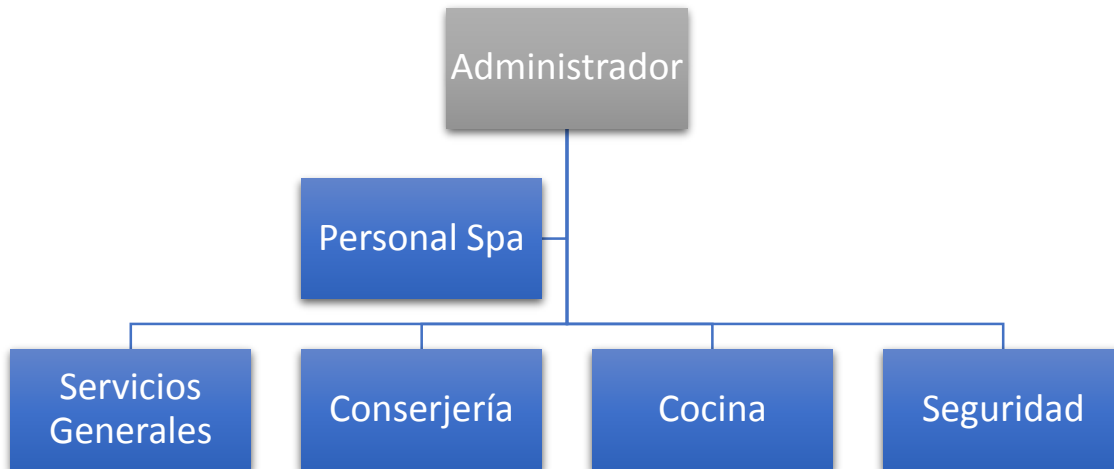 Administrador
Personal Spa
Servicios
Generales
Conserjería
Cocina
Seguridad